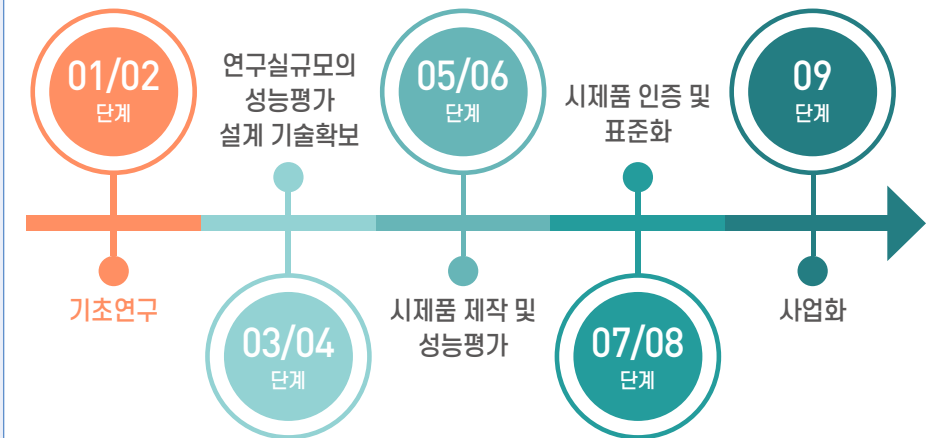 01/02
단계
기초연구
연구실규모의
성능평가
설계 기술확보
03/04
단계
05/06
단계
시제품 제작 및
성능평가
시제품 인증 및
표준화
07/08
단계
09
단계
사업화